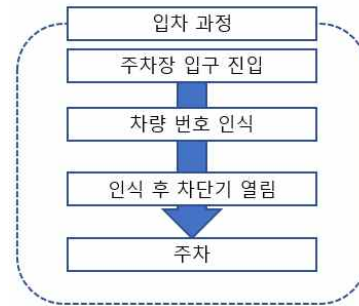 입차 과정
주차장 입구 진입
차량 번호 인식
인식 후 차단기 열림
주차